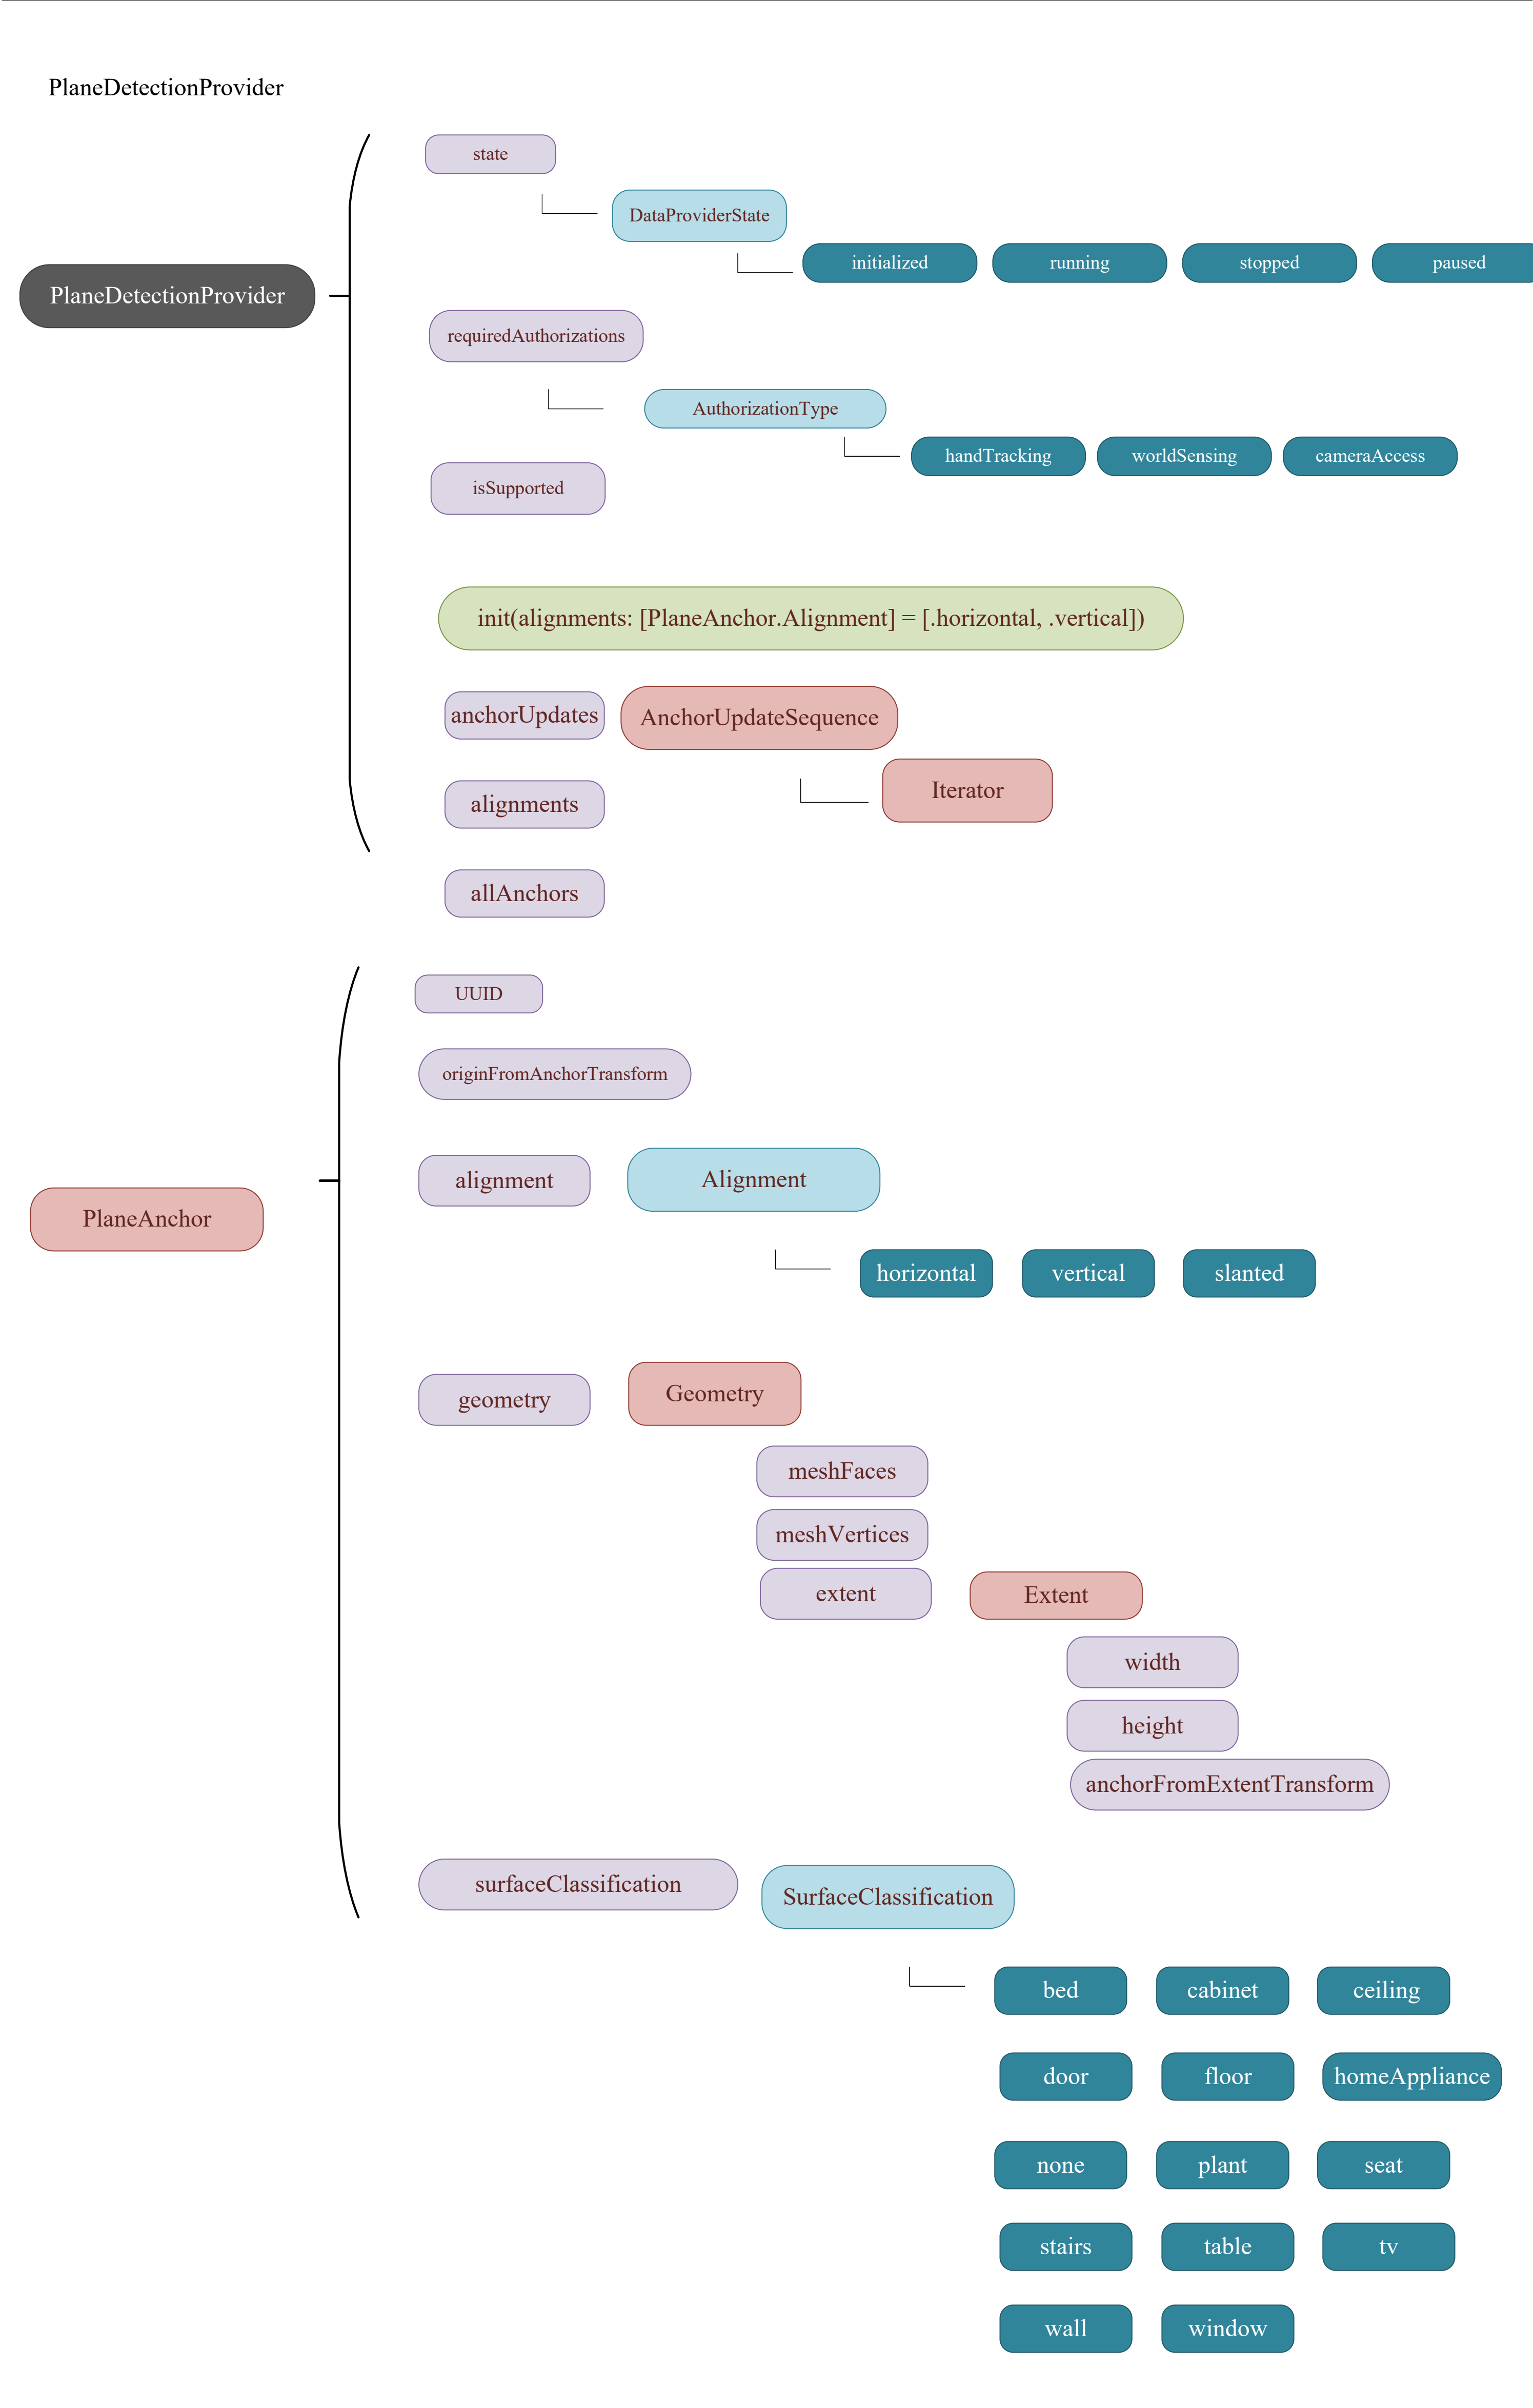 PlaneDetectionProvider
state
DataProviderState
initialized
running
stopped
paused
PlaneDetectionProvider
requiredAuthorizations
AuthorizationType
handTracking
worldSensing
cameraAccess
isSupported
init(alignments: [PlaneAnchor.Alignment] = [.horizontal, .vertical])
anchorUpdates
AnchorUpdateSequence
Iterator
alignments
allAnchors
UUID
originFromAnchorTransform
alignment
Alignment
PlaneAnchor
horizontal
vertical
slanted
geometry
Geometry
meshFaces
meshVertices
extent
Extent
width
height
anchorFromExtentTransform
surfaceClassification
SurfaceClassification
bed
cabinet
ceiling
door
floor
homeAppliance
none
plant
seat
stairs
table
tv
wall
window